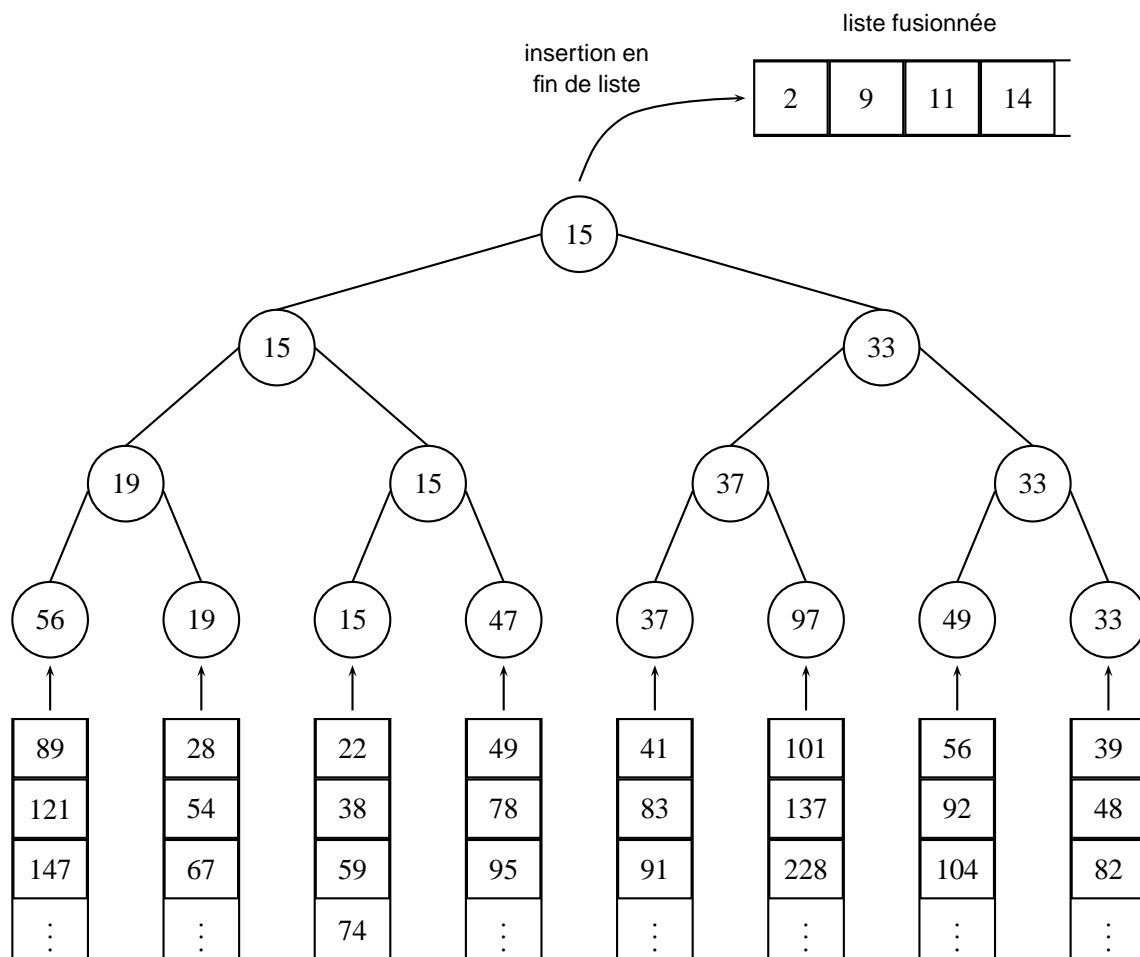 liste fusionnée
insertion en
fin de liste
2 9 11 14
15
15 33
19 15 37 33
56 19 15 47 37 97 49 33
89 28 22 49 41 101 56 39
121 54 38 78 83 137 92 48
147 67 59 95 91 228 104 82
⋮ ⋮ 74 ⋮ ⋮ ⋮ ⋮ ⋮